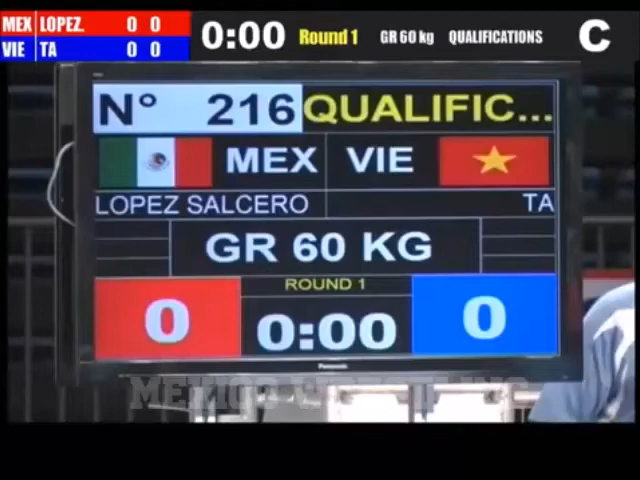 MEX LOPEZ. 0 0
VIE TA 0 0
0:00 Round 1 GR 60 kg QUALIFICATIONS C
N° 216 QUALIFIC...
MEX VIE
LOPEZ SALCERO TA
GR 60 KG
ROUND 1
0 0:00 0
Panasonic